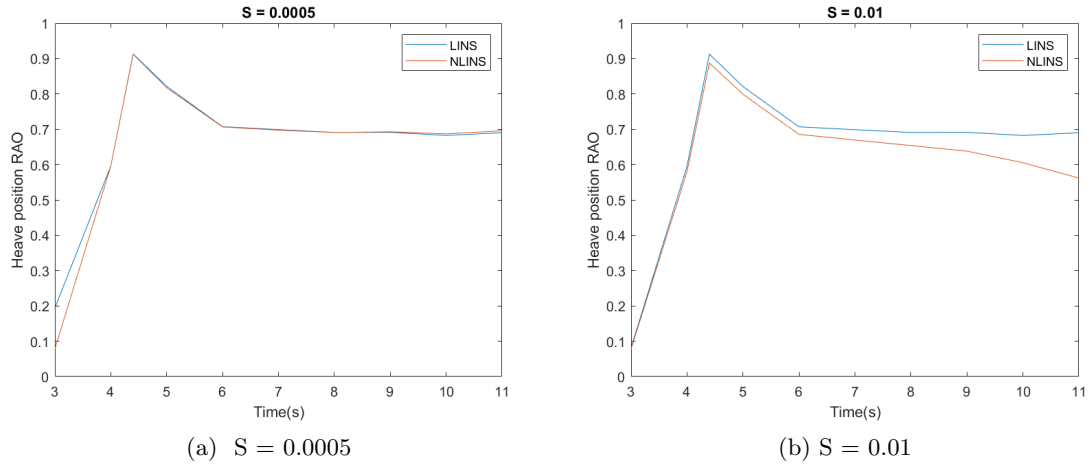 S = 0.0005
1
0.9
0.8
0.7
0.6
0.5
0.4
0.3
0.2
0.1
0
Heave position RAO
LINS
NLINS
3 4 5 6 7 8 9 10 11
Time(s)
(a) S = 0.0005
S = 0.01
1
0.9
0.8
0.7
0.6
0.5
0.4
0.3
0.2
0.1
0
Heave position RAO
LINS
NLINS
3 4 5 6 7 8 9 10 11
Time(s)
(b) S = 0.01